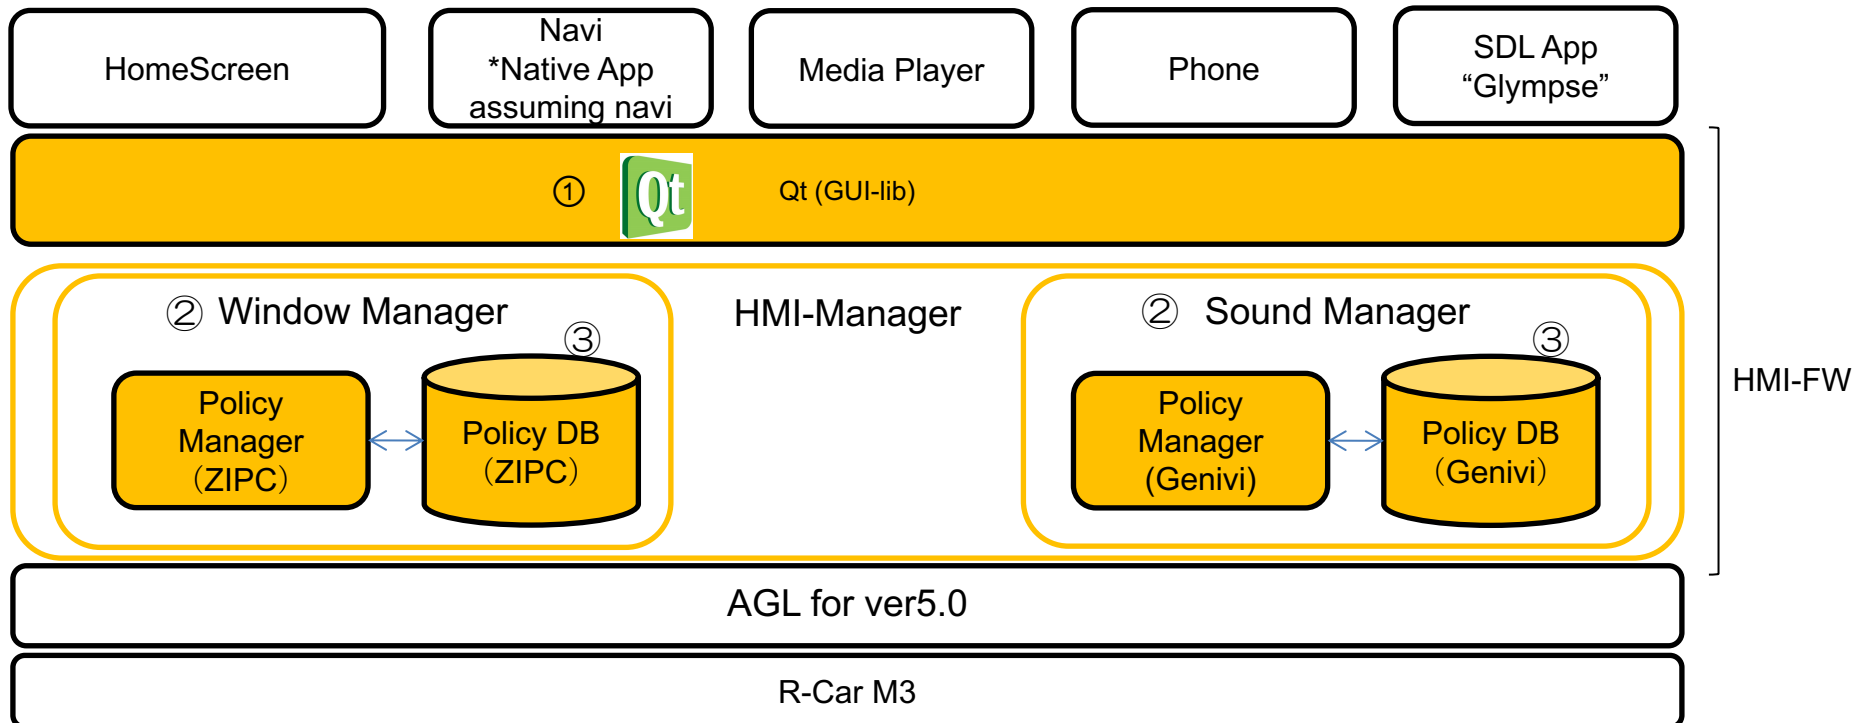 HomeScreen
Navi
*Native App
assuming navi
Media Player
Phone
SDL App
“Glympse”
① Qt Qt (GUI-lib)
② Window Manager
HMI-Manager
② Sound Manager
③
③
Policy
Manager
（ZIPC）
Policy DB
（ZIPC）
Policy
Manager
(Genivi)
Policy DB
（Genivi）
HMI-FW
AGL for ver5.0
R-Car M3